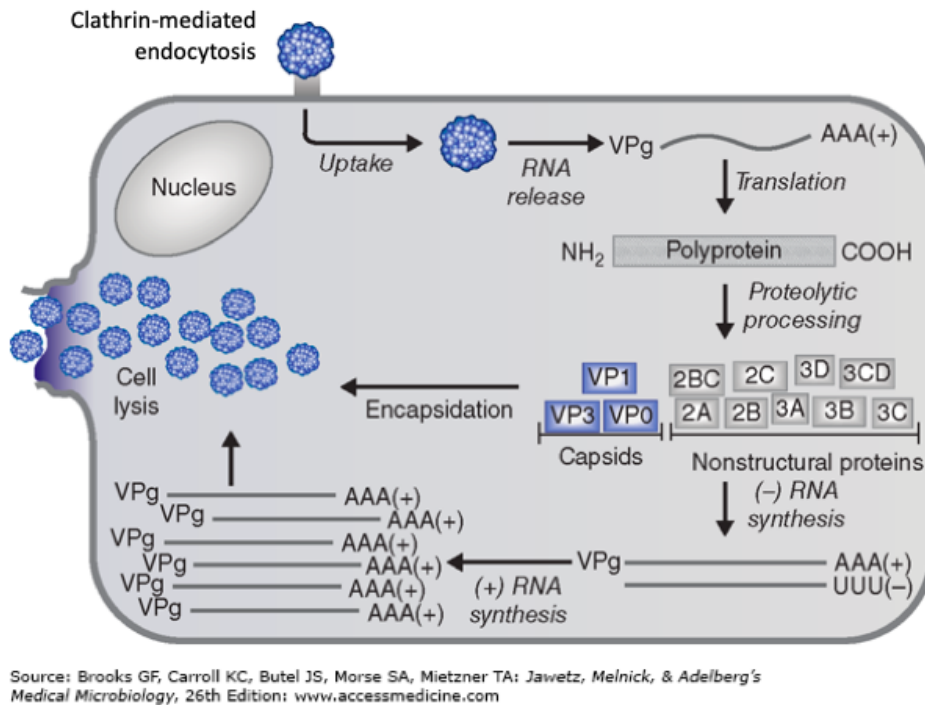 Clathrin-mediated
endocytosis
Uptake
RNA
release
VPg
AAA(+)
Nucleus
Translation
NH2
Polyprotein
COOH
Proteolytic
processing
Cell
lysis
Encapsidation
VP1
VP3 VP0
Capsids
2BC 2C 3D 3CD
2A 2B 3A 3B 3C
Nonstructural proteins
(–) RNA
synthesis
VPg AAA(+)
UUU(–)
(+) RNA
synthesis
VPg AAA(+)
VPg AAA(+)
VPg AAA(+)
VPg AAA(+)
VPg AAA(+)
VPg AAA(+)
Source: Brooks GF, Carroll KC, Butel JS, Morse SA, Mietzner TA: Jawetz, Melnick, & Adelberg's
Medical Microbiology, 26th Edition: www.accessmedicine.com